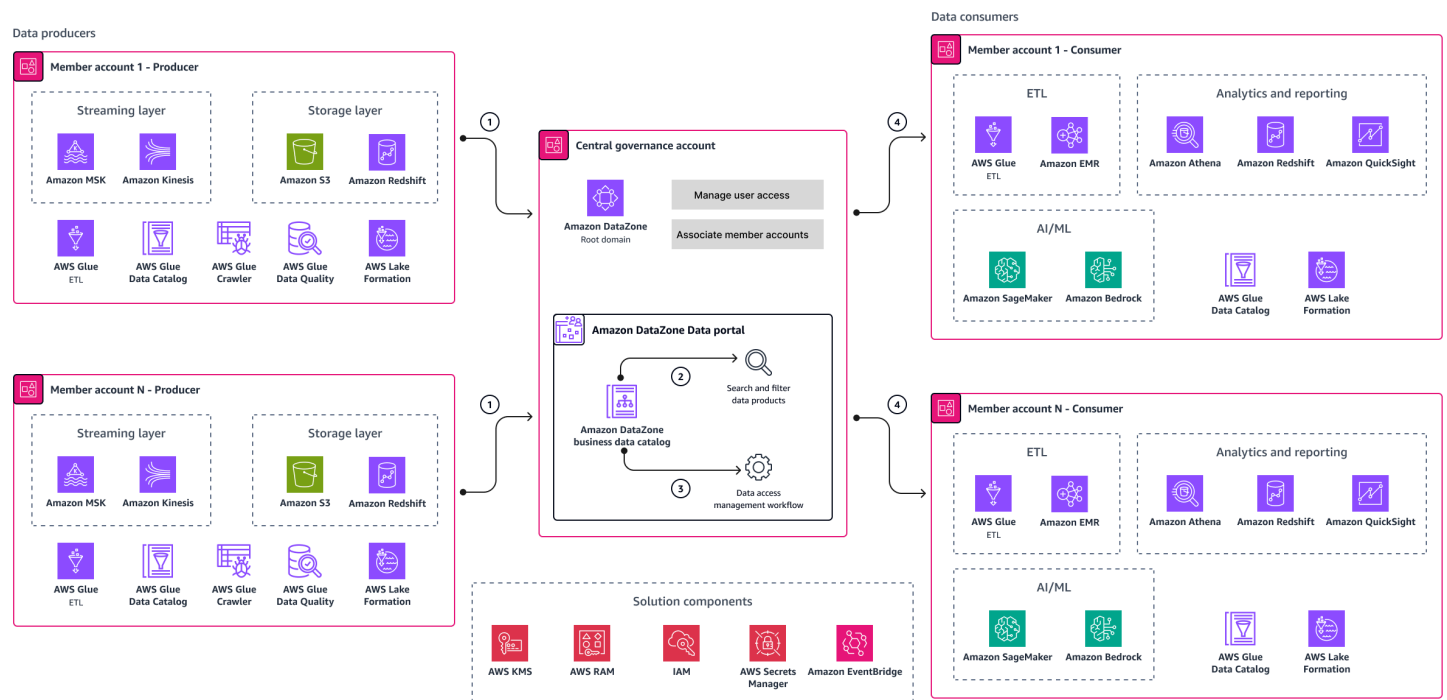 Data producers
Member account 1 - Producer
Streaming layer
Amazon MSK
Amazon Kinesis
Storage layer
Amazon S3
Amazon Redshift
AWS Glue
ETL
AWS Glue
Data Catalog
AWS Glue
Crawler
AWS Glue
Data Quality
AWS Lake
Formation
Member account N - Producer
Streaming layer
Amazon MSK
Amazon Kinesis
Storage layer
Amazon S3
Amazon Redshift
AWS Glue
ETL
AWS Glue
Data Catalog
AWS Glue
Crawler
AWS Glue
Data Quality
AWS Lake
Formation
1
1
Central governance account
Amazon DataZone
Root domain
Manage user access
Associate member accounts
Amazon DataZone Data portal
2
Search and filter
data products
Amazon DataZone
business data catalog
3
Data access
management workflow
Solution components
AWS KMS
AWS RAM
IAM
AWS Secrets
Manager
Amazon EventBridge
4
4
Data consumers
Member account 1 - Consumer
ETL
AWS Glue
ETL
Amazon EMR
Analytics and reporting
Amazon Athena
Amazon Redshift
Amazon QuickSight
AI/ML
Amazon SageMaker
Amazon Bedrock
AWS Glue
Data Catalog
AWS Lake
Formation
Member account N - Consumer
ETL
AWS Glue
ETL
Amazon EMR
Analytics and reporting
Amazon Athena
Amazon Redshift
Amazon QuickSight
AI/ML
Amazon SageMaker
Amazon Bedrock
AWS Glue
Data Catalog
AWS Lake
Formation